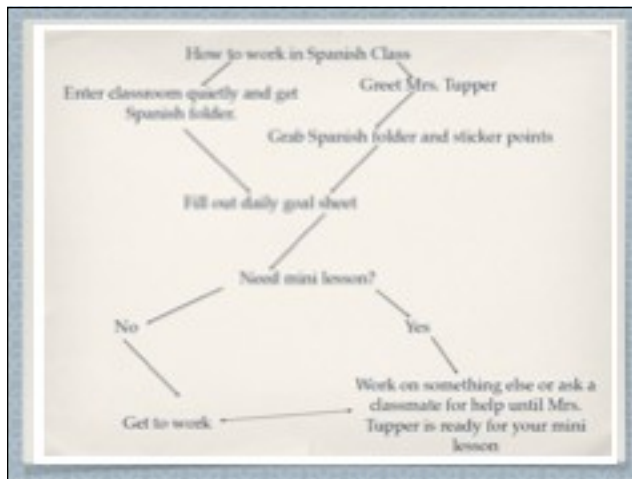 How to work in Spanish Class
Enter classroom quietly and get
Spanish folder.
Greet Mrs. Tupper
Grab Spanish folder and sticker points
Fill out daily goal sheet
Need mini lesson?
No
Yes
Get to work
Work on something else or ask a
classmate for help until Mrs.
Tupper is ready for your mini
lesson